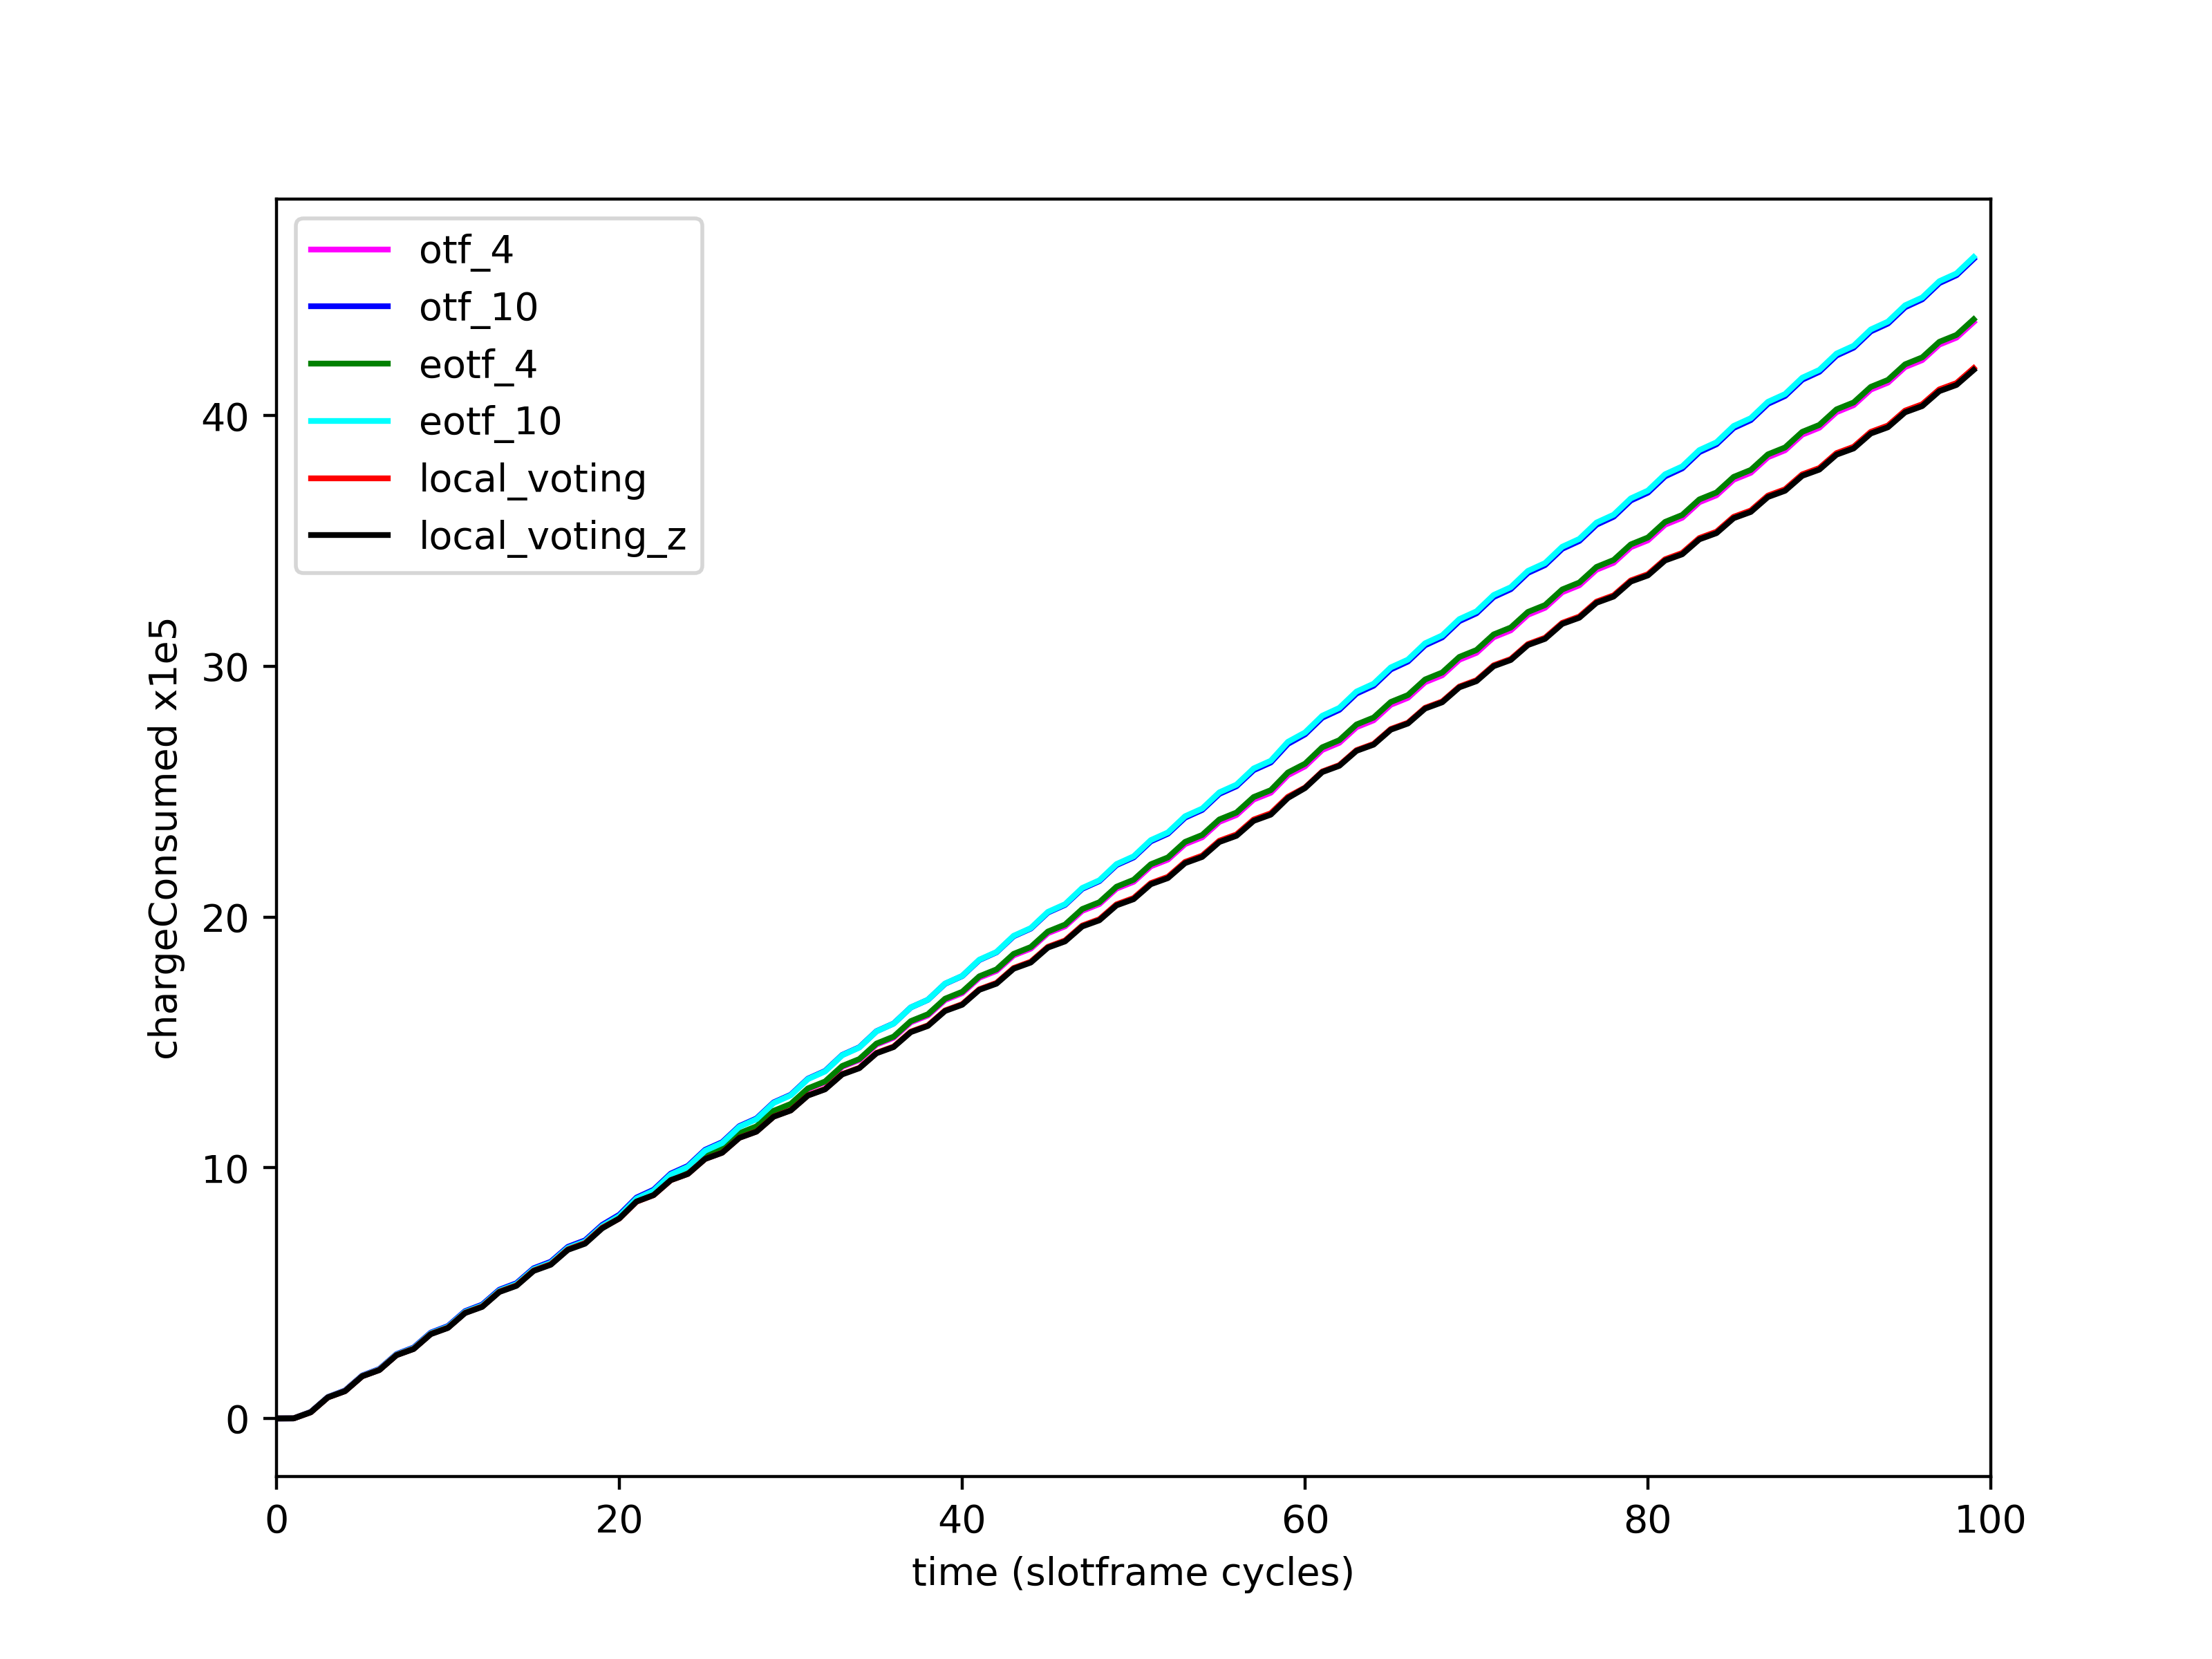 otf_4
otf_10
eotf_4
eotf_10
local_voting
local_voting_z
chargeConsumed x1e5
40
30
20
10
0
0 20 40 60 80 100
time (slotframe cycles)